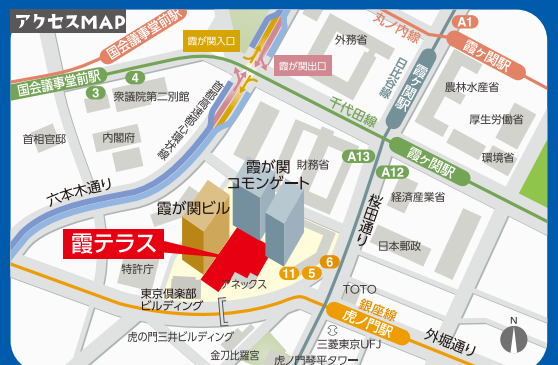 アクセスMAP
国会議事堂前駅
丸ノ内線
A1
霞ヶ関駅
霞が関入口
霞が関出口
外務省
日比谷線
霞ヶ関駅
農林水産省
厚生労働省
環境省
国会議事堂前駅
4
3
衆議院第二別館
首相官邸
内閣府
首都高速都心環状線
千代田線
霞ヶ関駅
A13
A12
財務省
霞が関
コモンゲート
経済産業省
桜田通り
日本郵政
六本木通り
霞が関ビル
霞テラス
特許庁
アネックス
11
5
6
東京倶楽部
ビルディング
TOTO
銀座線
虎ノ門駅
外堀通り
虎の門三井ビルディング
金刀比羅宮
三菱東京UFJ
虎ノ門琴平タワー
N